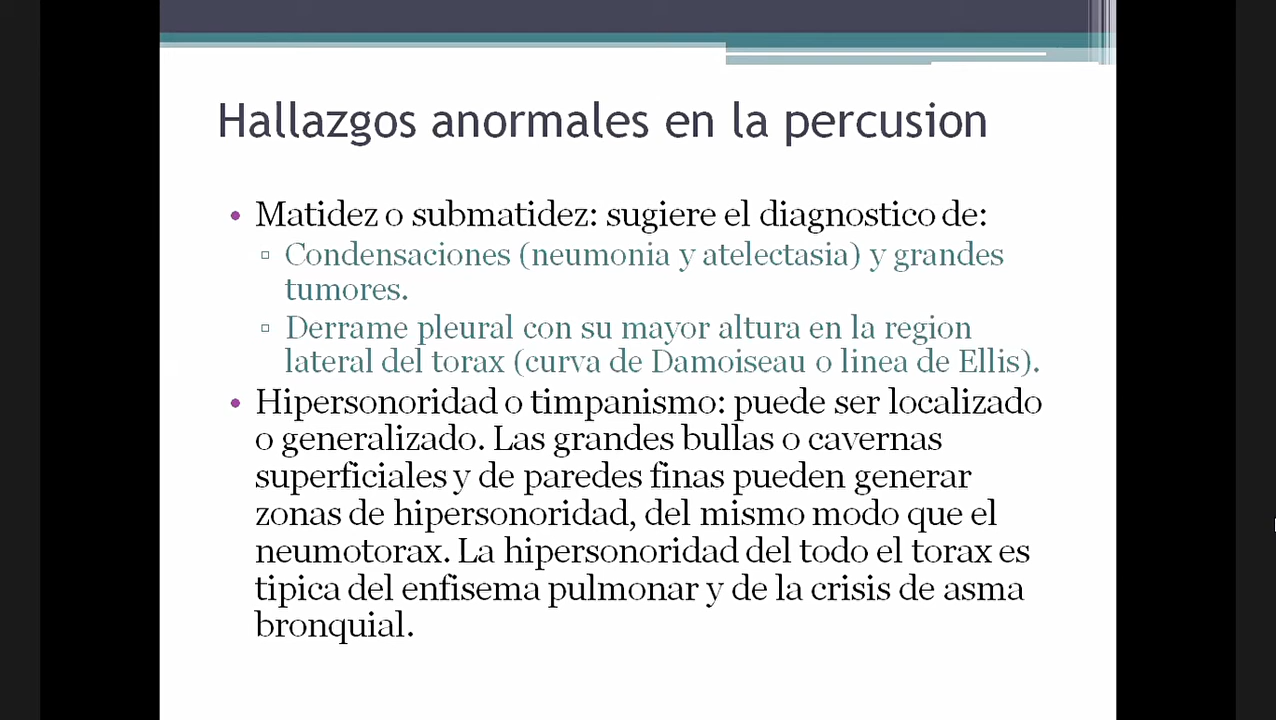 Hallazgos anormales en la percusion
• Matidez o submatidez: sugiere el diagnostico de:
▫ Condensaciones (neumonia y atelectasia) y grandes
tumores.
▫ Derrame pleural con su mayor altura en la region
lateral del torax (curva de Damoiseau o linea de Ellis).
• Hipersonoridad o timpanismo: puede ser localizado
o generalizado. Las grandes bullas o cavernas
superficiales y de paredes finas pueden generar
zonas de hipersonoridad, del mismo modo que el
neumotorax. La hipersonoridad del todo el torax es
tipica del enfisema pulmonar y de la crisis de asma
bronquial.